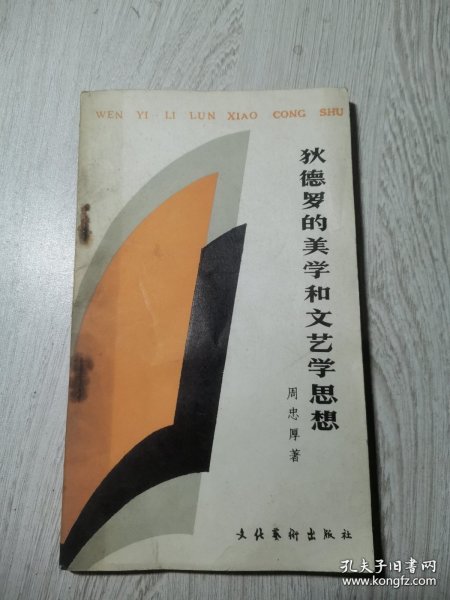 WEN YI LI LUN XIAO CONG SHU
狄德罗的美学和文艺学思想
周忠厚著
文化艺術出版社
孔夫子旧书网
www.kongfz.com